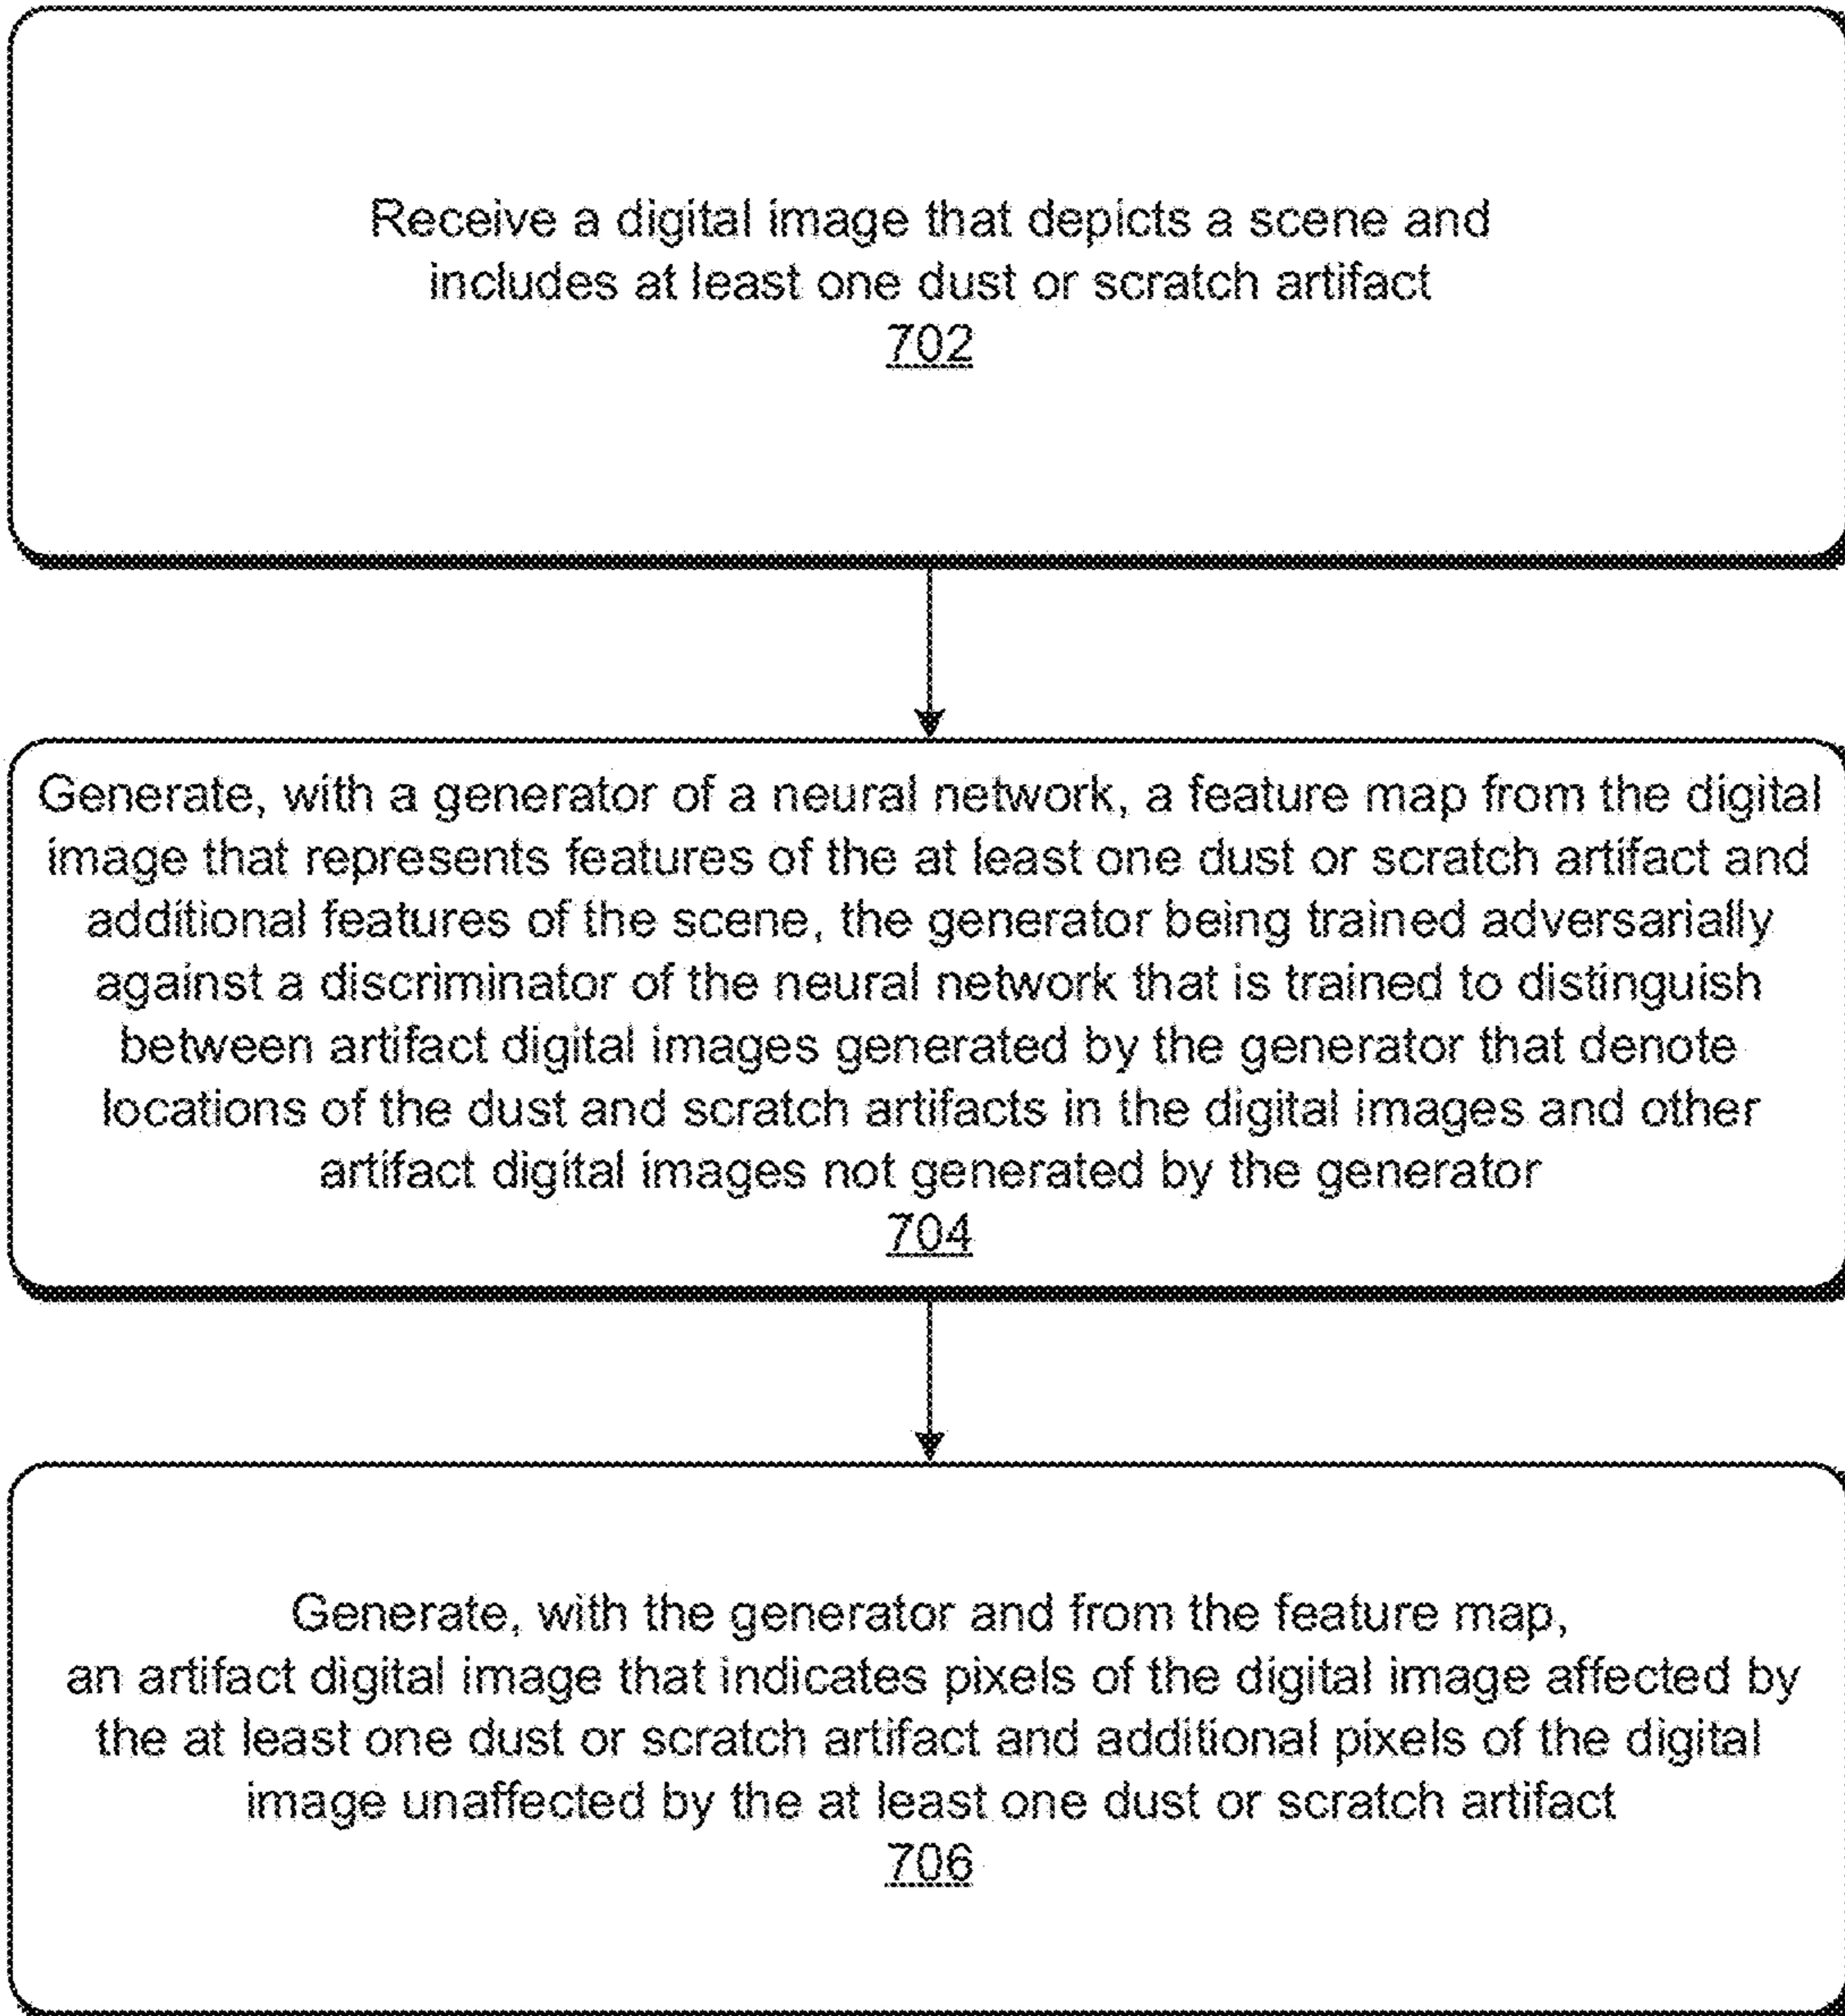 Receive a digital image that depicts a scene and
includes at least one dust or scratch artifact
702
Generate, with a generator of a neural network, a feature map from the digital
image that represents features of the at least one dust or scratch artifact and
additional features of the scene, the generator being trained adversarially
against a discriminator of the neural network that is trained to distinguish
between artifact digital images generated by the generator that denote
locations of the dust and scratch artifacts in the digital images and other
artifact digital images not generated by the generator
704
Generate, with the generator and from the feature map,
an artifact digital image that indicates pixels of the digital image affected by
the at least one dust or scratch artifact and additional pixels of the digital
image unaffected by the at least one dust or scratch artifact
706